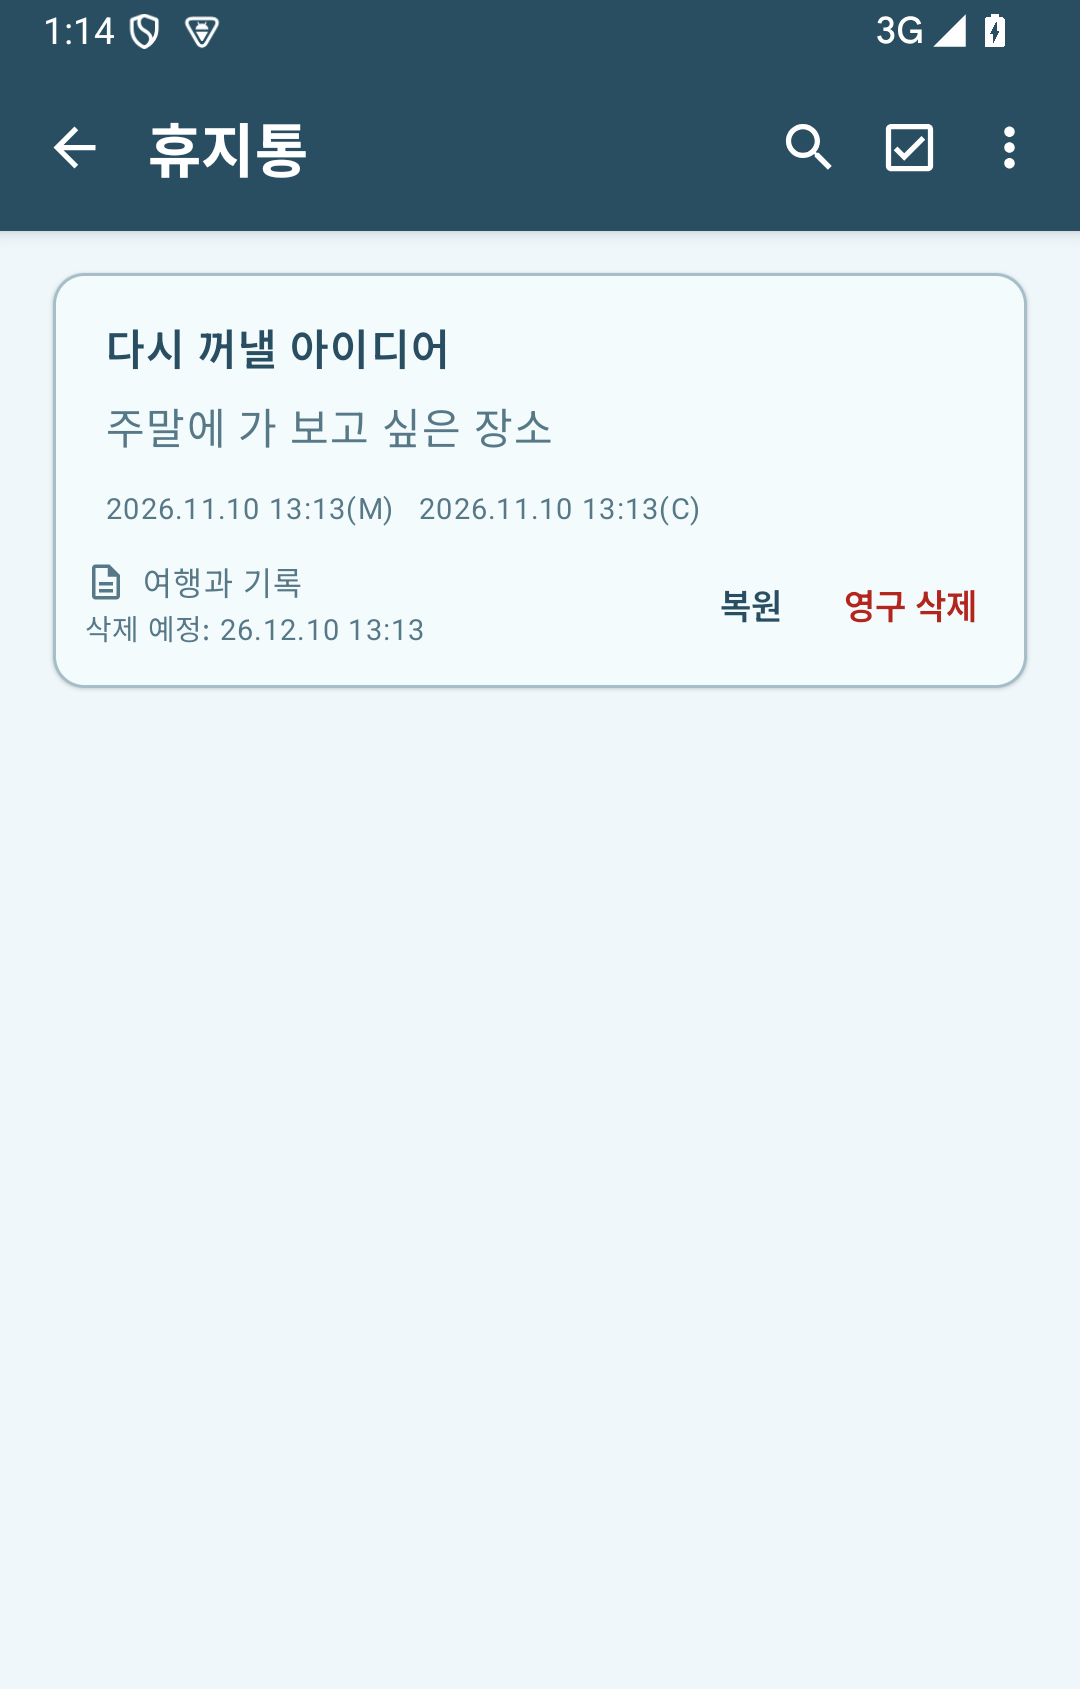 1:14
3G
휴지통
다시 꺼낼 아이디어
주말에 가 보고 싶은 장소
2026.11.10 13:13(M) 2026.11.10 13:13(C)
여행과 기록
삭제 예정: 26.12.10 13:13
복원 영구 삭제